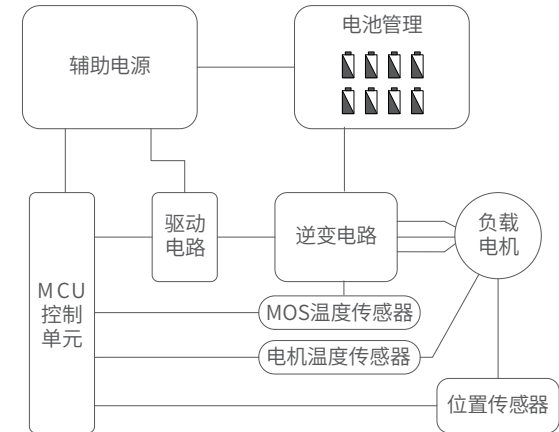 辅助电源
电池管理
驱动
电路
逆变电路
负载
电机
MCU
控制
单元
MOS温度传感器
电机温度传感器
位置传感器